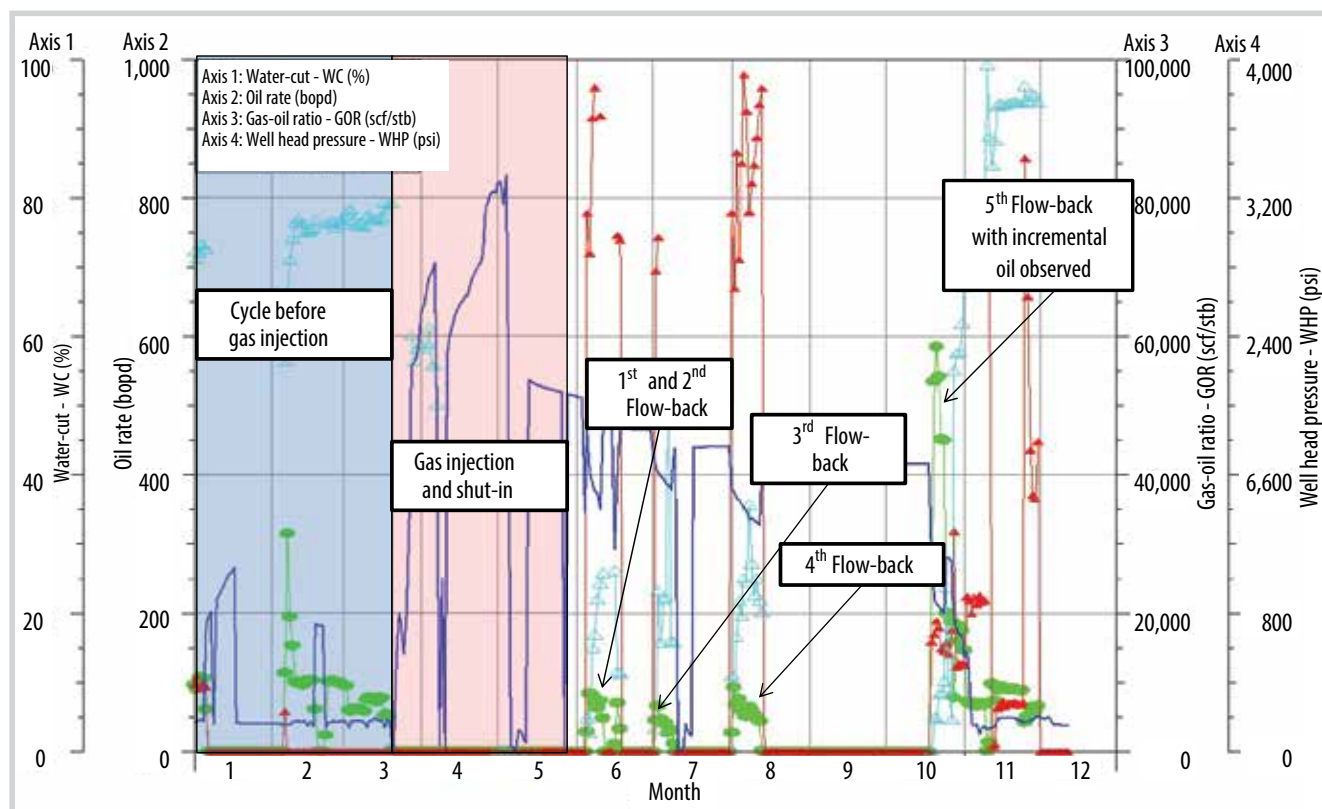 Axis 1
Axis 2
Axis 3
Axis 4
Axis 1: Water-cut - WC (%)
Axis 2: Oil rate (bopd)
Axis 3: Gas-oil ratio - GOR (scf/stb)
Axis 4: Well head pressure - WHP (psi)
100
80
60
40
20
0
Water-cut - WC (%)
1,000
800
600
400
200
0
Oil rate (bopd)
Cycle before
gas injection
Gas injection
and shut-in
1st and 2nd
Flow-back
3rd Flow-
back
4th Flow-back
5th Flow-back
with incremental
oil observed
100,000
80,000
60,000
40,000
20,000
0
Gas-oil ratio - GOR (scf/stb)
4,000
3,200
2,400
6,600
800
0
Well head pressure - WHP (psi)
1 2 3 4 5 6 7 8 9 10 11 12
Month